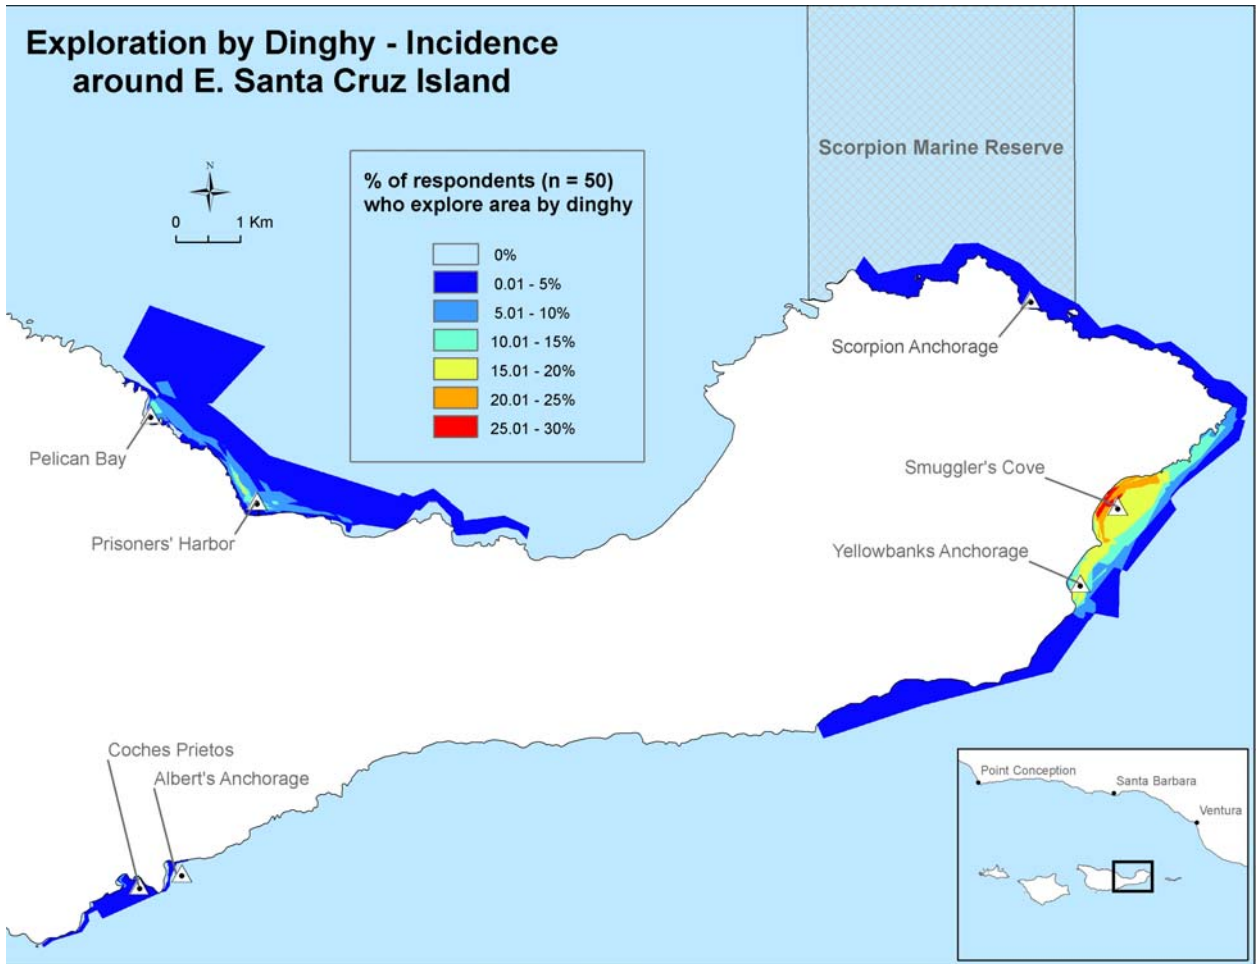 Exploration by Dinghy - Incidence
around E. Santa Cruz Island
Scorpion Marine Reserve
N
0 1 Km
% of respondents (n = 50)
who explore area by dinghy
0%
0.01 - 5%
5.01 - 10%
10.01 - 15%
15.01 - 20%
20.01 - 25%
25.01 - 30%
Scorpion Anchorage
Pelican Bay
Smuggler's Cove
Prisoners' Harbor
Yellowbanks Anchorage
Coches Prietos
Albert's Anchorage
Point Conception
Santa Barbara
Ventura